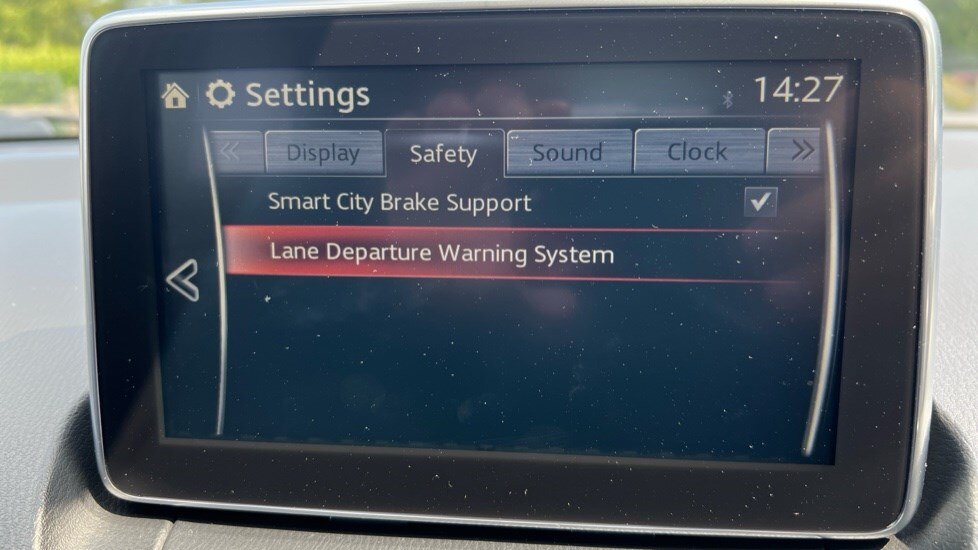 Settings 14:27
Display Safety Sound Clock
Smart City Brake Support
Lane Departure Warning System